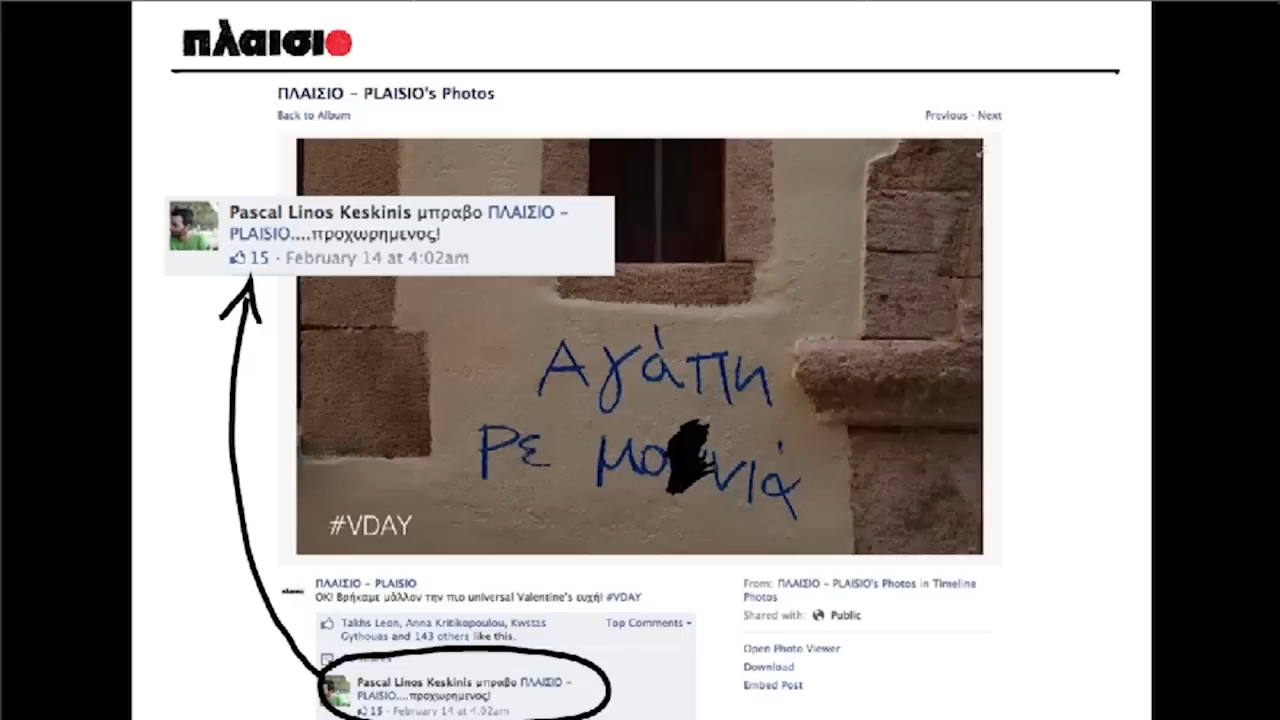 πλαισιο
ΠΛΑΙΣΙΟ – PLAISIO's Photos
Back to Album
Previous · Next
Pascal Linos Keskinis μπραβο ΠΛΑΙΣΙΟ –
PLAISIO....προχωρημενος!
15 · February 14 at 4:02am
Αγάπη
ρε μο νιά
#VDAY
ΠΛΑΙΣΙΟ – PLAISIO
ΟΚ! Βρήκαμε μάλλον την πιο universal Valentine's ευχή! #VDAY
Takhs Leon, Anna Kritikopoulou, Kwstas
Gythouas and 143 others like this.
Top Comments
Pascal Linos Keskinis μπραβο ΠΛΑΙΣΙΟ –
PLAISIO....προχωρημενος!
15 · February 14 at 4:02am
From: ΠΛΑΙΣΙΟ – PLAISIO's Photos in Timeline
Photos
Shared with: Public
Open Photo Viewer
Download
Embed Post